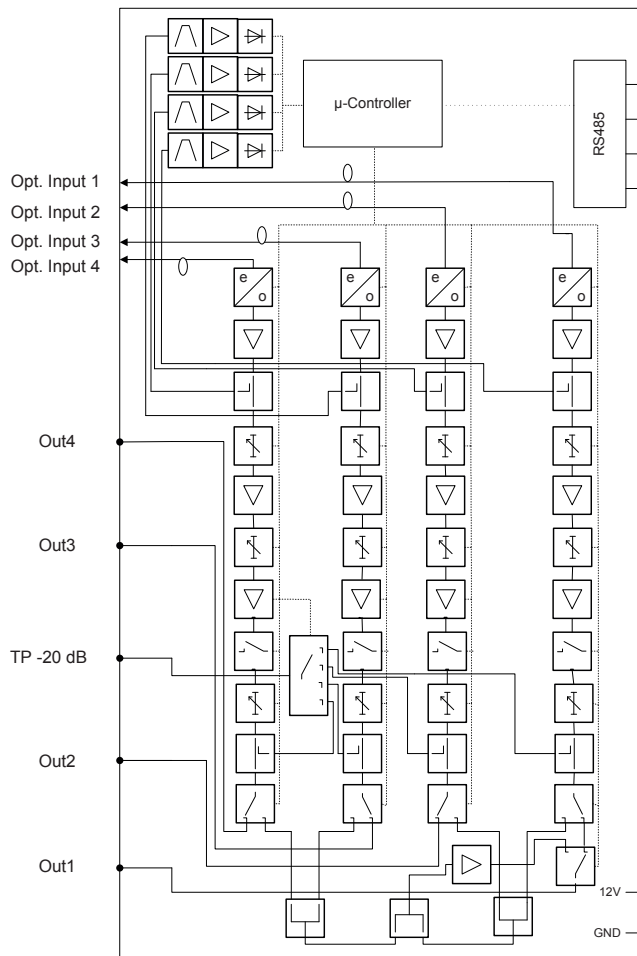 µ-Controller
RS485
Opt. Input 1
Opt. Input 2
Opt. Input 3
Opt. Input 4
e
o
e
o
e
o
e
o
Out4
Out3
TP -20 dB
Out2
Out1
12V
GND